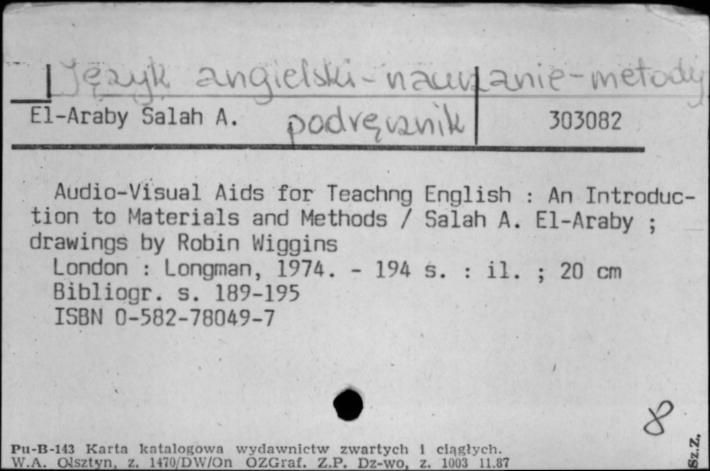 Język angielski - nauczanie - metody
El-Araby Salah A. podręcznik 303082
Audio-Visual Aids for Teachng English : An Introduc-
tion to Materials and Methods / Salah A. El-Araby ;
drawings by Robin Wiggins
London : Longman, 1974. - 194 s. : il. ; 20 cm
Bibliogr. s. 189-195
ISBN 0-582-78049-7
8
Pu-B-143 Karta katalogowa wydawnictw zwartych i ciągłych.
W.A. Olsztyn, z. 1470/DW/On OZGraf. Z.P. Dz-wo, z. 1003 11.87
Sz.Z.